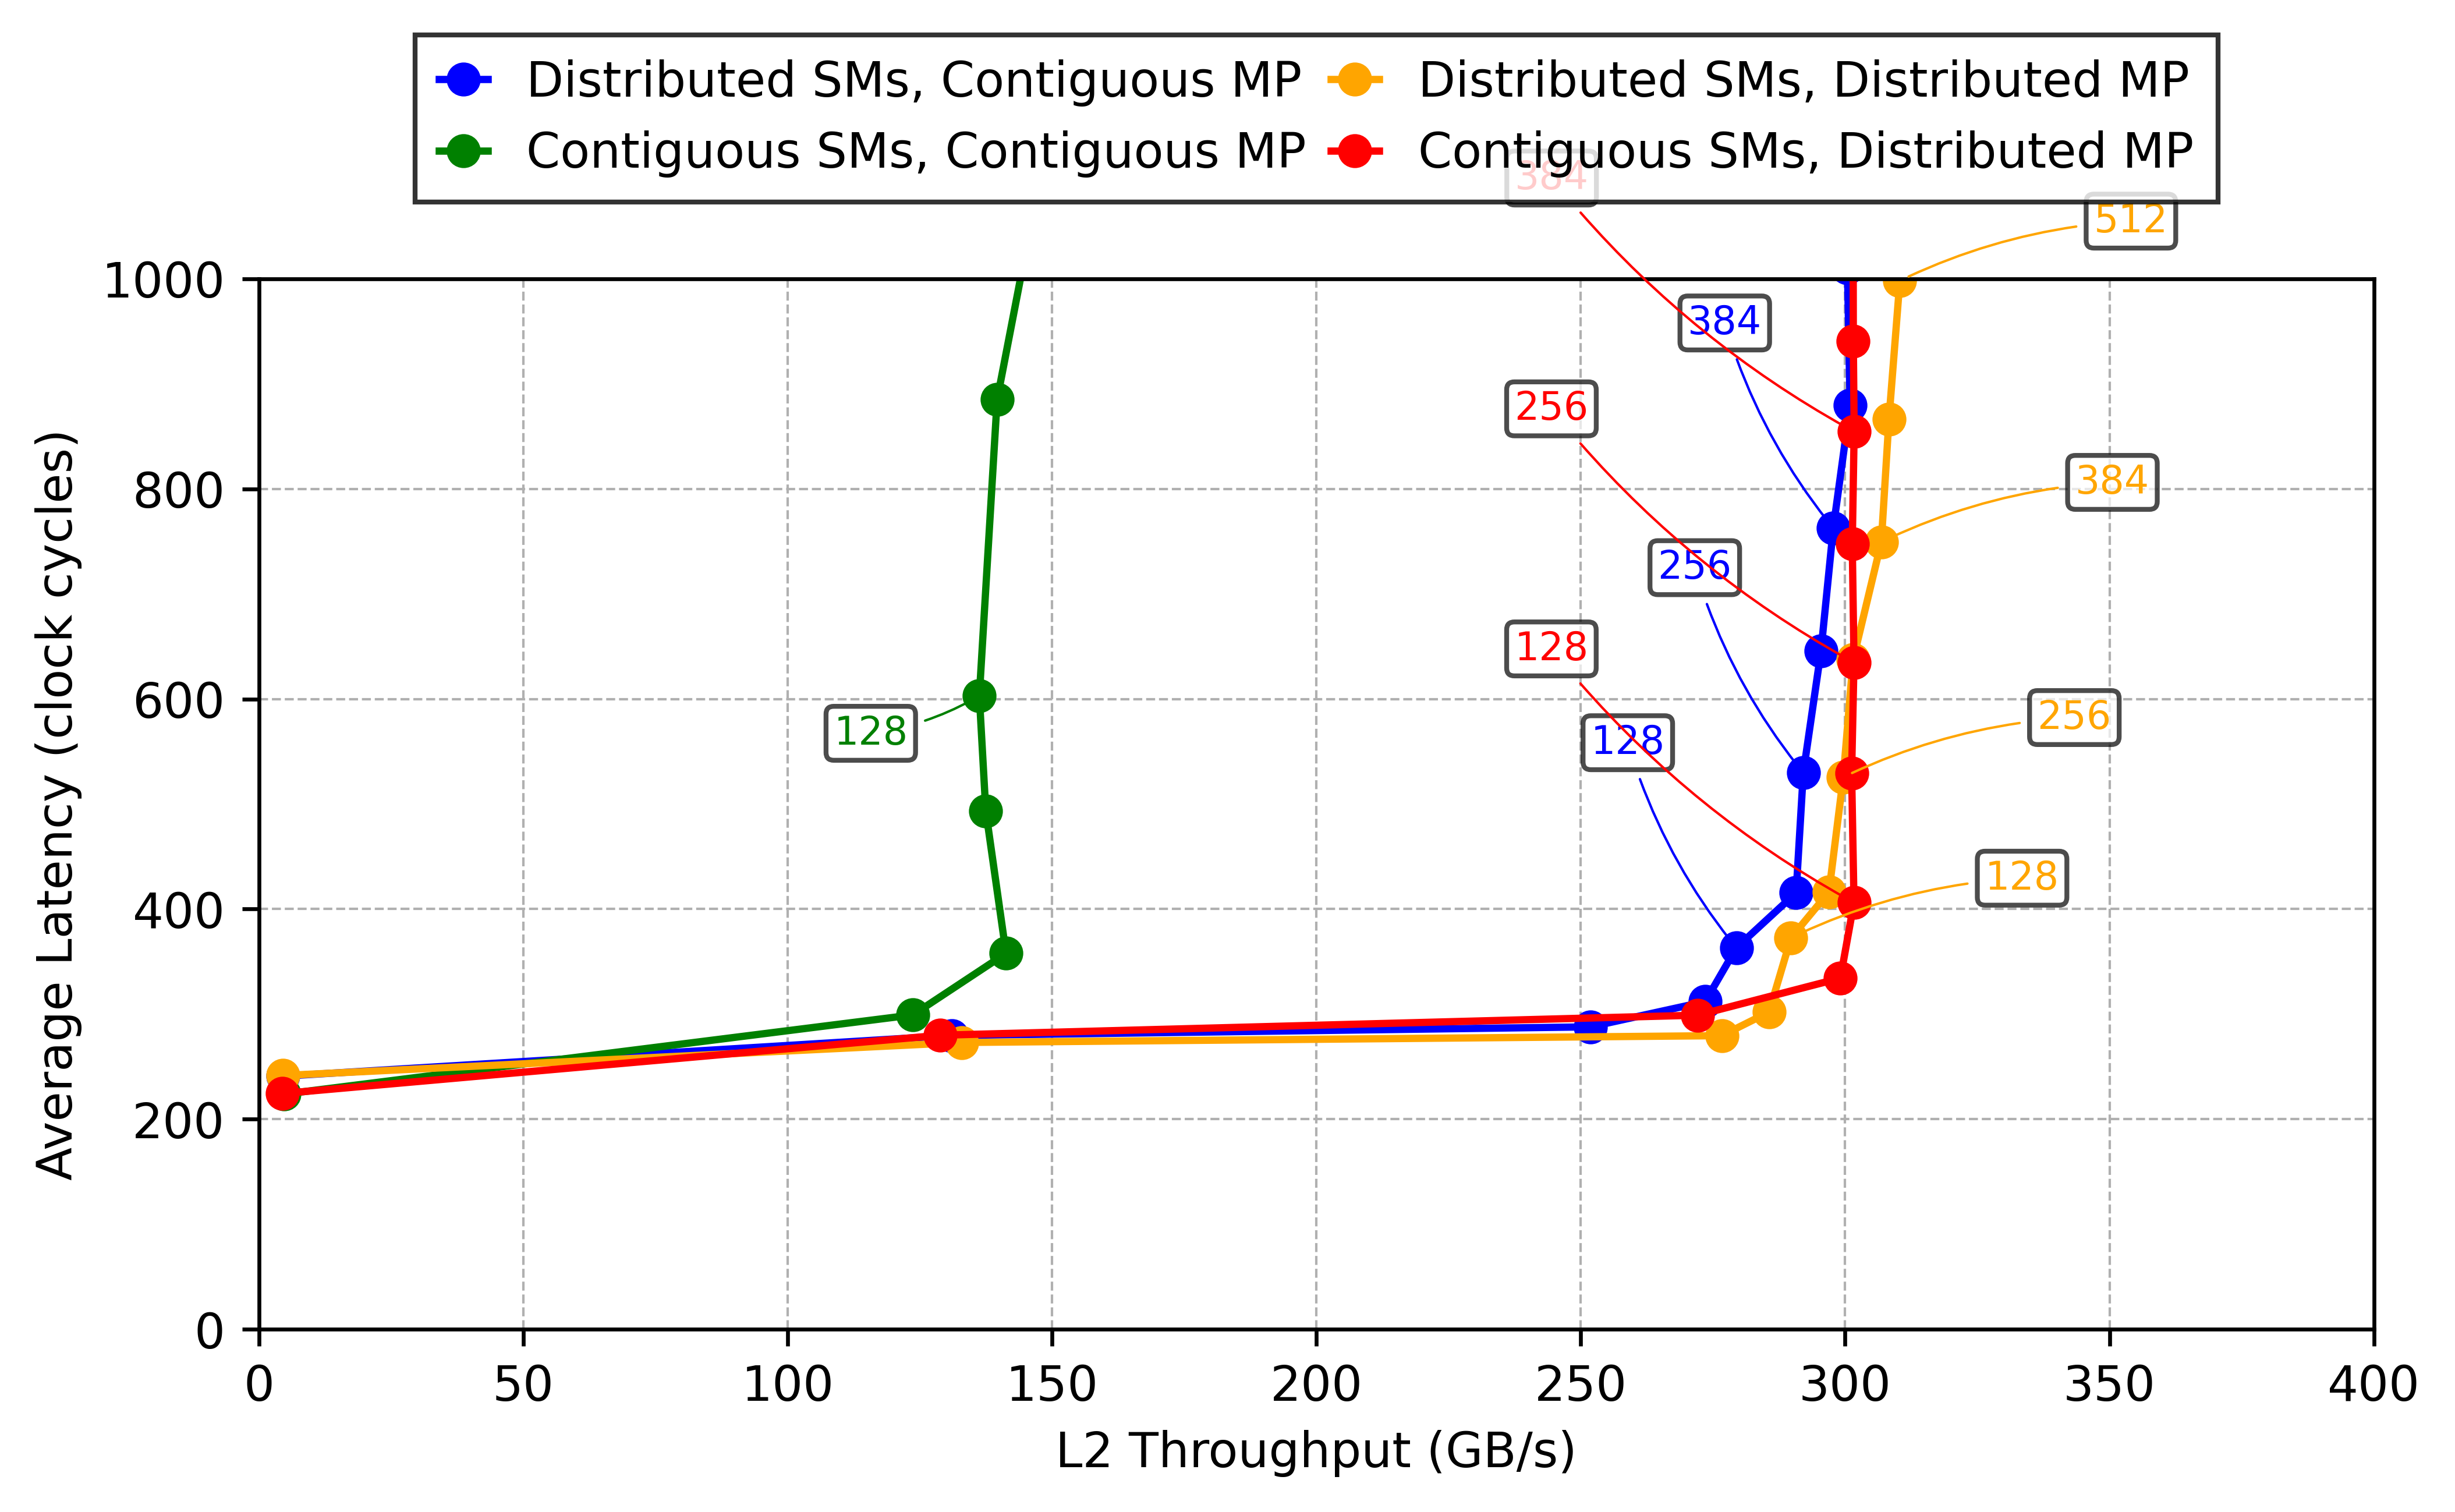 Distributed SMs, Contiguous MP
Distributed SMs, Distributed MP
Contiguous SMs, Contiguous MP
Contiguous SMs, Distributed MP
384
512
1000
384
256
800
384
256
128
600
256
128
128
128
400
200
0
0 50 100 150 200 250 300 350 400
Average Latency (clock cycles)
L2 Throughput (GB/s)